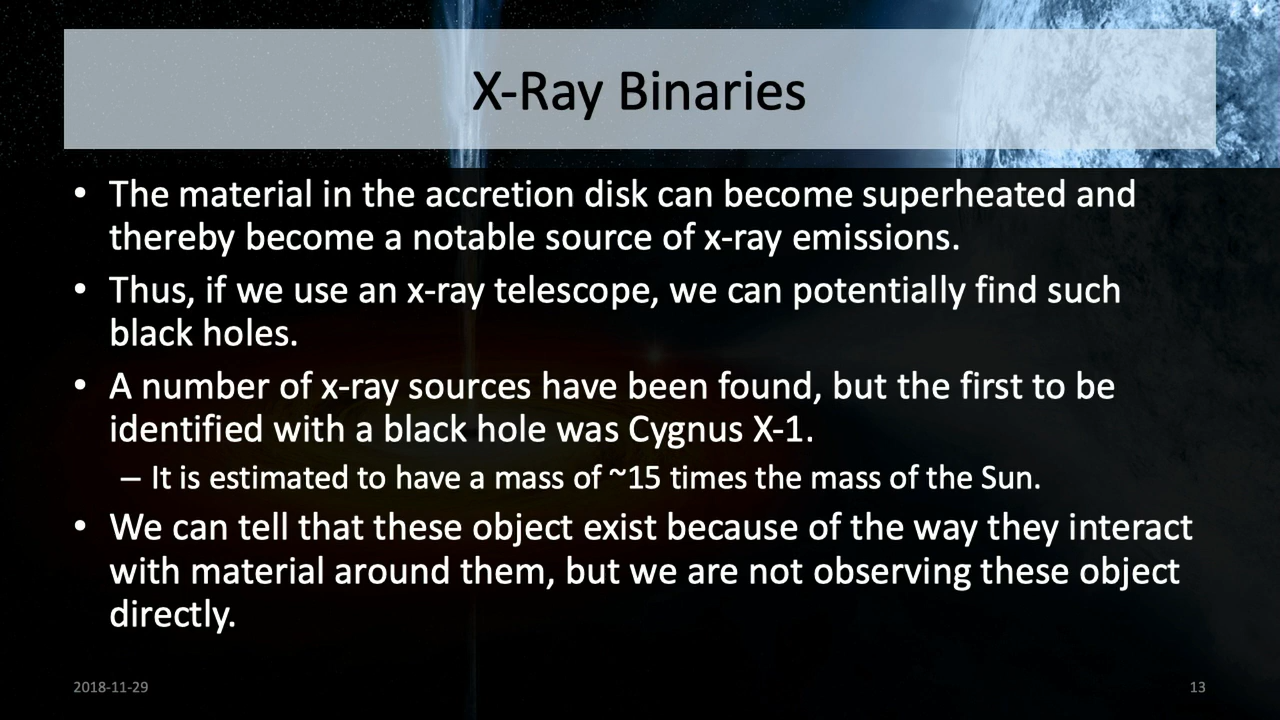 X-Ray Binaries
• The material in the accretion disk can become superheated and
thereby become a notable source of x-ray emissions.
• Thus, if we use an x-ray telescope, we can potentially find such
black holes.
• A number of x-ray sources have been found, but the first to be
identified with a black hole was Cygnus X-1.
– It is estimated to have a mass of ~15 times the mass of the Sun.
• We can tell that these object exist because of the way they interact
with material around them, but we are not observing these object
directly.
2018-11-29
13